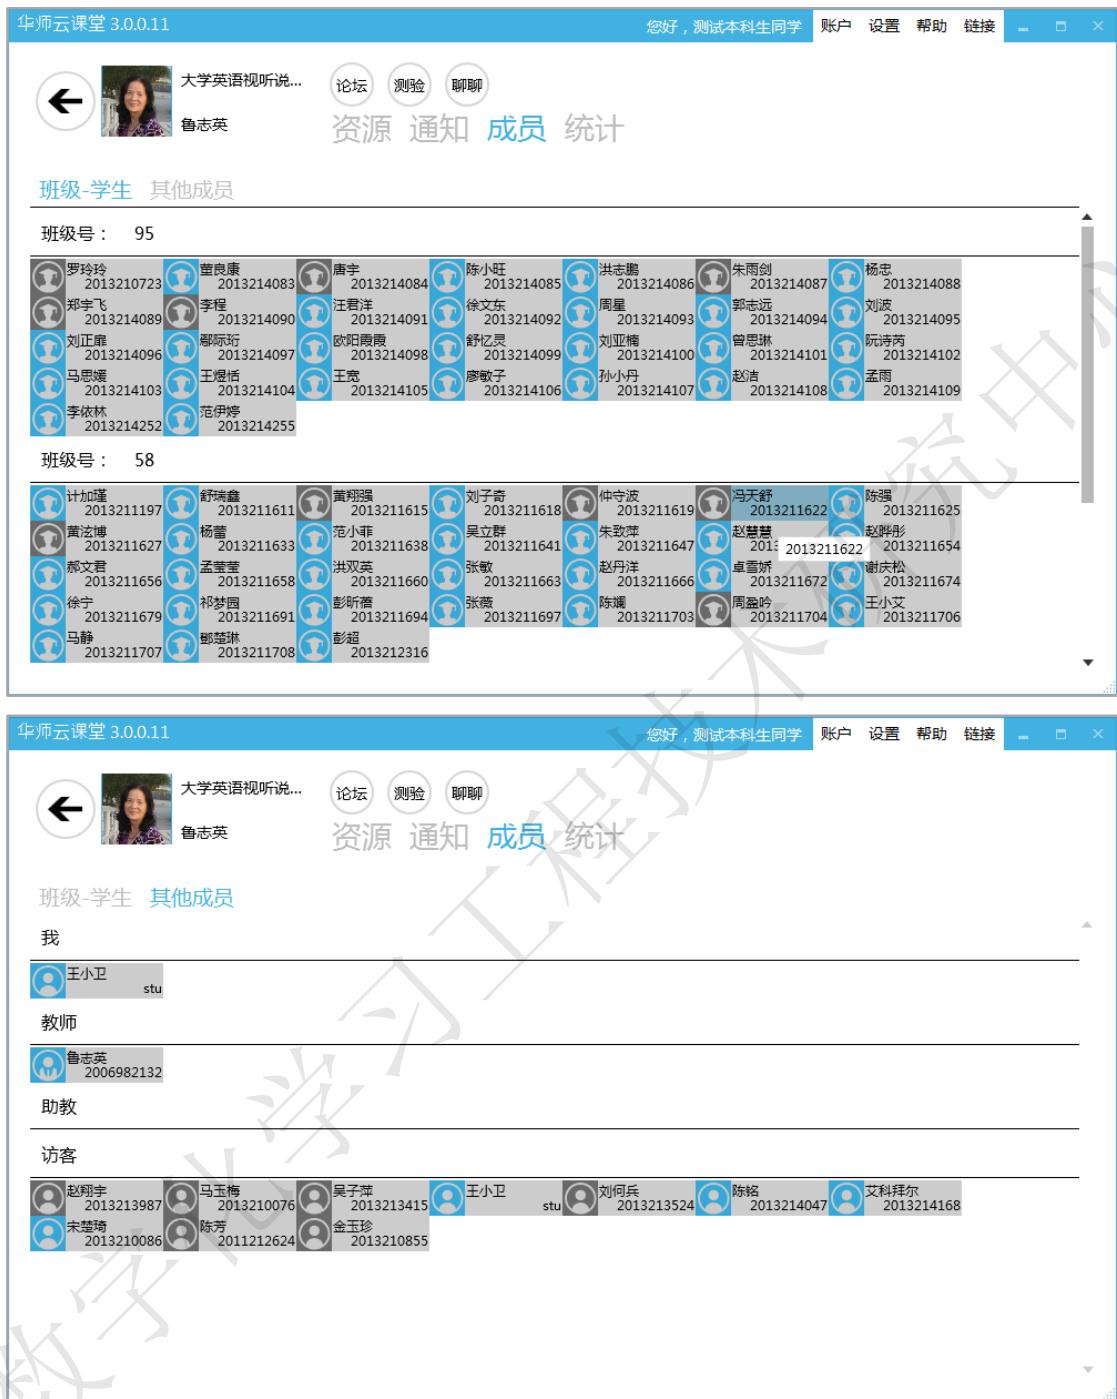 华师云课堂 3.0.0.11 您好，测试本科生同学 账户 设置 帮助 链接
大学英语视听说... 论坛 测验 聊聊
鲁志英 资源 通知 成员 统计
班级-学生 其他成员
班级号： 95
罗玲玲 2013210723 董良康 2013214083 唐宇 2013214084 陈小旺 2013214085 洪志鹏 2013214086 朱雨剑 2013214087 杨忠 2013214088
郑宇飞 2013214089 李程 2013214090 汪君洋 2013214091 徐文东 2013214092 周星 2013214093 郭志远 2013214094 刘波 2013214095
刘正扉 2013214096 鄢际珩 2013214097 欧阳霞霞 2013214098 舒忆灵 2013214099 刘亚楠 2013214100 曾思琳 2013214101 阮诗芮 2013214102
马思媛 2013214103 王煜恬 2013214104 王宽 2013214105 廖敏子 2013214106 孙小丹 2013214107 赵洁 2013214108 孟雨 2013214109
李依林 2013214252 范伊婷 2013214255
班级号： 58
计加瑾 2013211197 舒瑞鑫 2013211611 黄翔强 2013211615 刘子奇 2013211618 仲守波 2013211619 冯天舒 2013211622 陈强 2013211625
黄泫博 2013211627 杨蕾 2013211633 范小菲 2013211638 吴立群 2013211641 朱致萍 2013211647 赵慧慧 201 2013211622 赵晔彤 2013211654
郝文君 2013211656 孟莹莹 2013211658 洪双英 2013211660 张敏 2013211663 赵丹洋 2013211666 卓雪娇 2013211672 谢庆松 2013211674
徐宁 2013211679 祁梦园 2013211691 彭昕蓓 2013211694 张薇 2013211697 陈斓 2013211703 周盈吟 2013211704 王小艾 2013211706
马静 2013211707 鄢楚琳 2013211708 彭超 2013212316
华师云课堂 3.0.0.11 您好，测试本科生同学 账户 设置 帮助 链接
大学英语视听说... 论坛 测验 聊聊
鲁志英 资源 通知 成员 统计
班级-学生 其他成员
我
王小卫 stu
教师
鲁志英 2006982132
助教
访客
赵翔宇 2013213987 马玉梅 2013210076 吴子萍 2013213415 王小卫 stu 刘何兵 2013213524 陈铭 2013214047 艾科拜尔 2013214168
宋楚琦 2013210086 陈芳 2011212624 金玉珍 2013210855
数字化学习工程技术研究中心